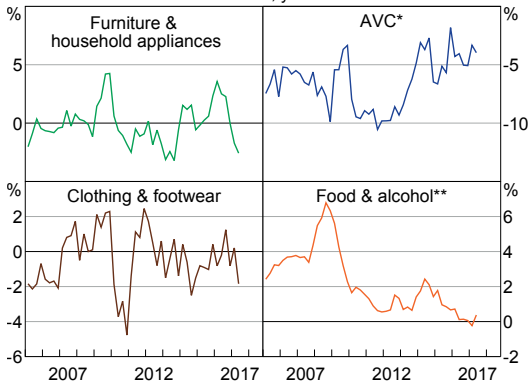 % Furniture & household appliances AVC* %
5 -5
0 -10
% Clothing & footwear Food & alcohol** %
2 6
0 4
-2 2
-4 0
-6 -2
2007 2012 2017 2007 2012 2017